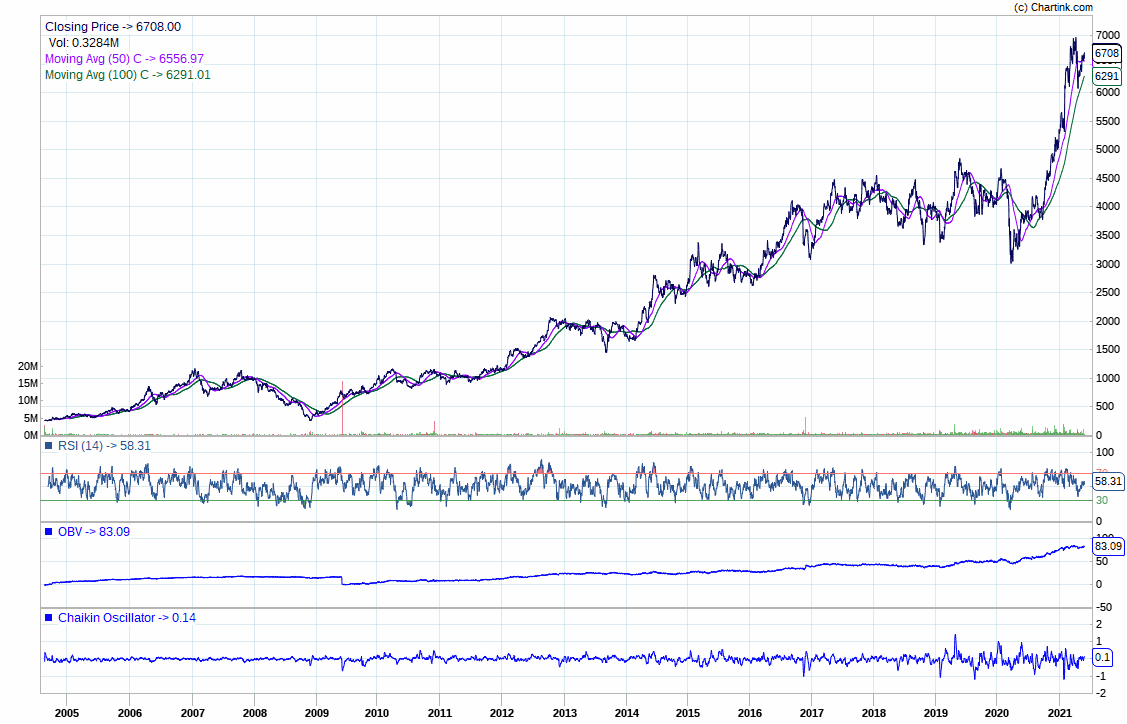 (c) Chartink.com
Closing Price -> 6708.00
Vol: 0.3284M
Moving Avg (50) C -> 6556.97
Moving Avg (100) C -> 6291.01
7000
6708
6291
6000
5500
5000
4500
4000
3500
3000
2500
2000
1500
1000
500
0
20M
15M
10M
5M
0M
RSI (14) -> 58.31
100
70
58.31
30
0
OBV -> 83.09
100
83.09
50
0
-50
Chaikin Oscillator -> 0.14
2
1
0.1
-1
-2
2005 2006 2007 2008 2009 2010 2011 2012 2013 2014 2015 2016 2017 2018 2019 2020 2021